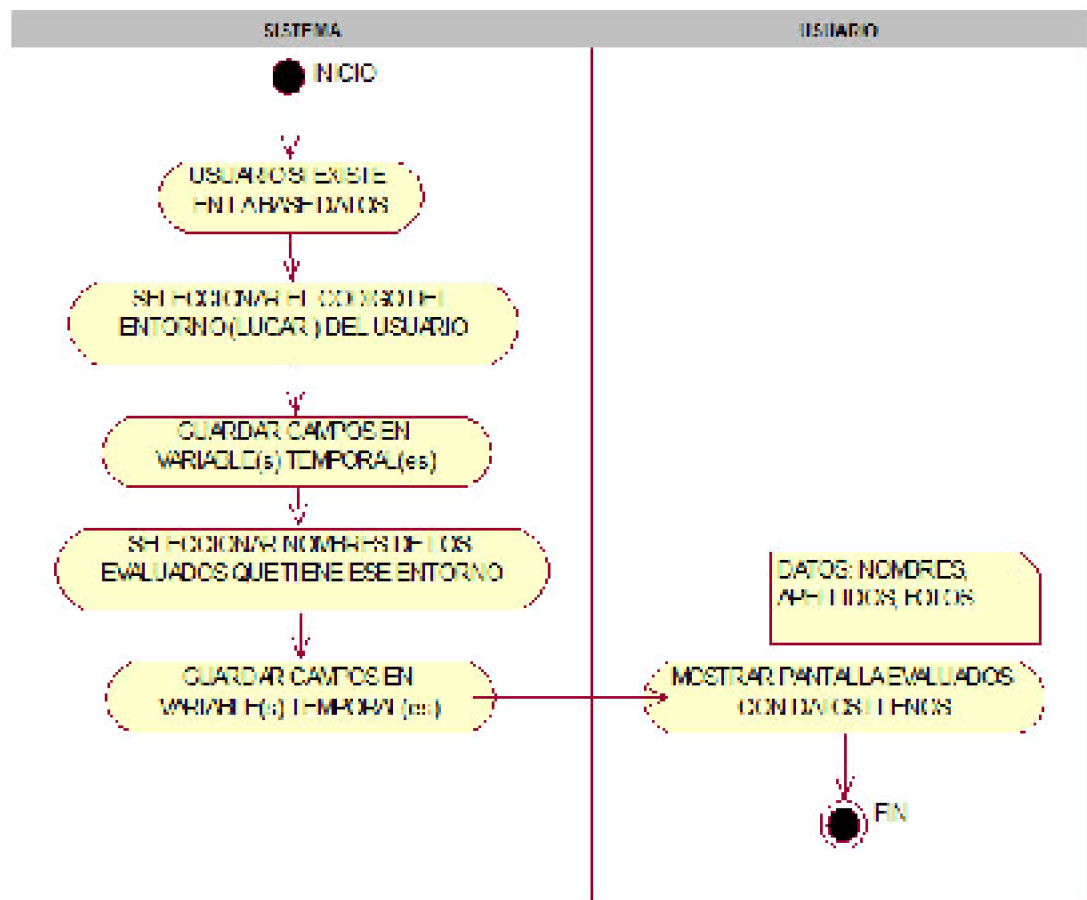 SISTEMA
USUARIO
INICIO
USUARIO SI EXISTE
EN LA BASE DATOS
SELECCIONAR EL CODIGO DEL
ENTORNO (LUGAR ) DEL USUARIO
GUARDAR CAMPOS EN
VARIABLE(s) TEMPORAL(es)
SELECCIONAR NOMBRES DE LOS
EVALUADOS QUE TIENE ESE ENTORNO
GUARDAR CAMPOS EN
VARIABLE(s) TEMPORAL(es)
DATOS: NOMBRES,
APELLIDOS, FOTOS
MOSTRAR PANTALLA EVALUADOS
CON DATOS LLENOS
FIN